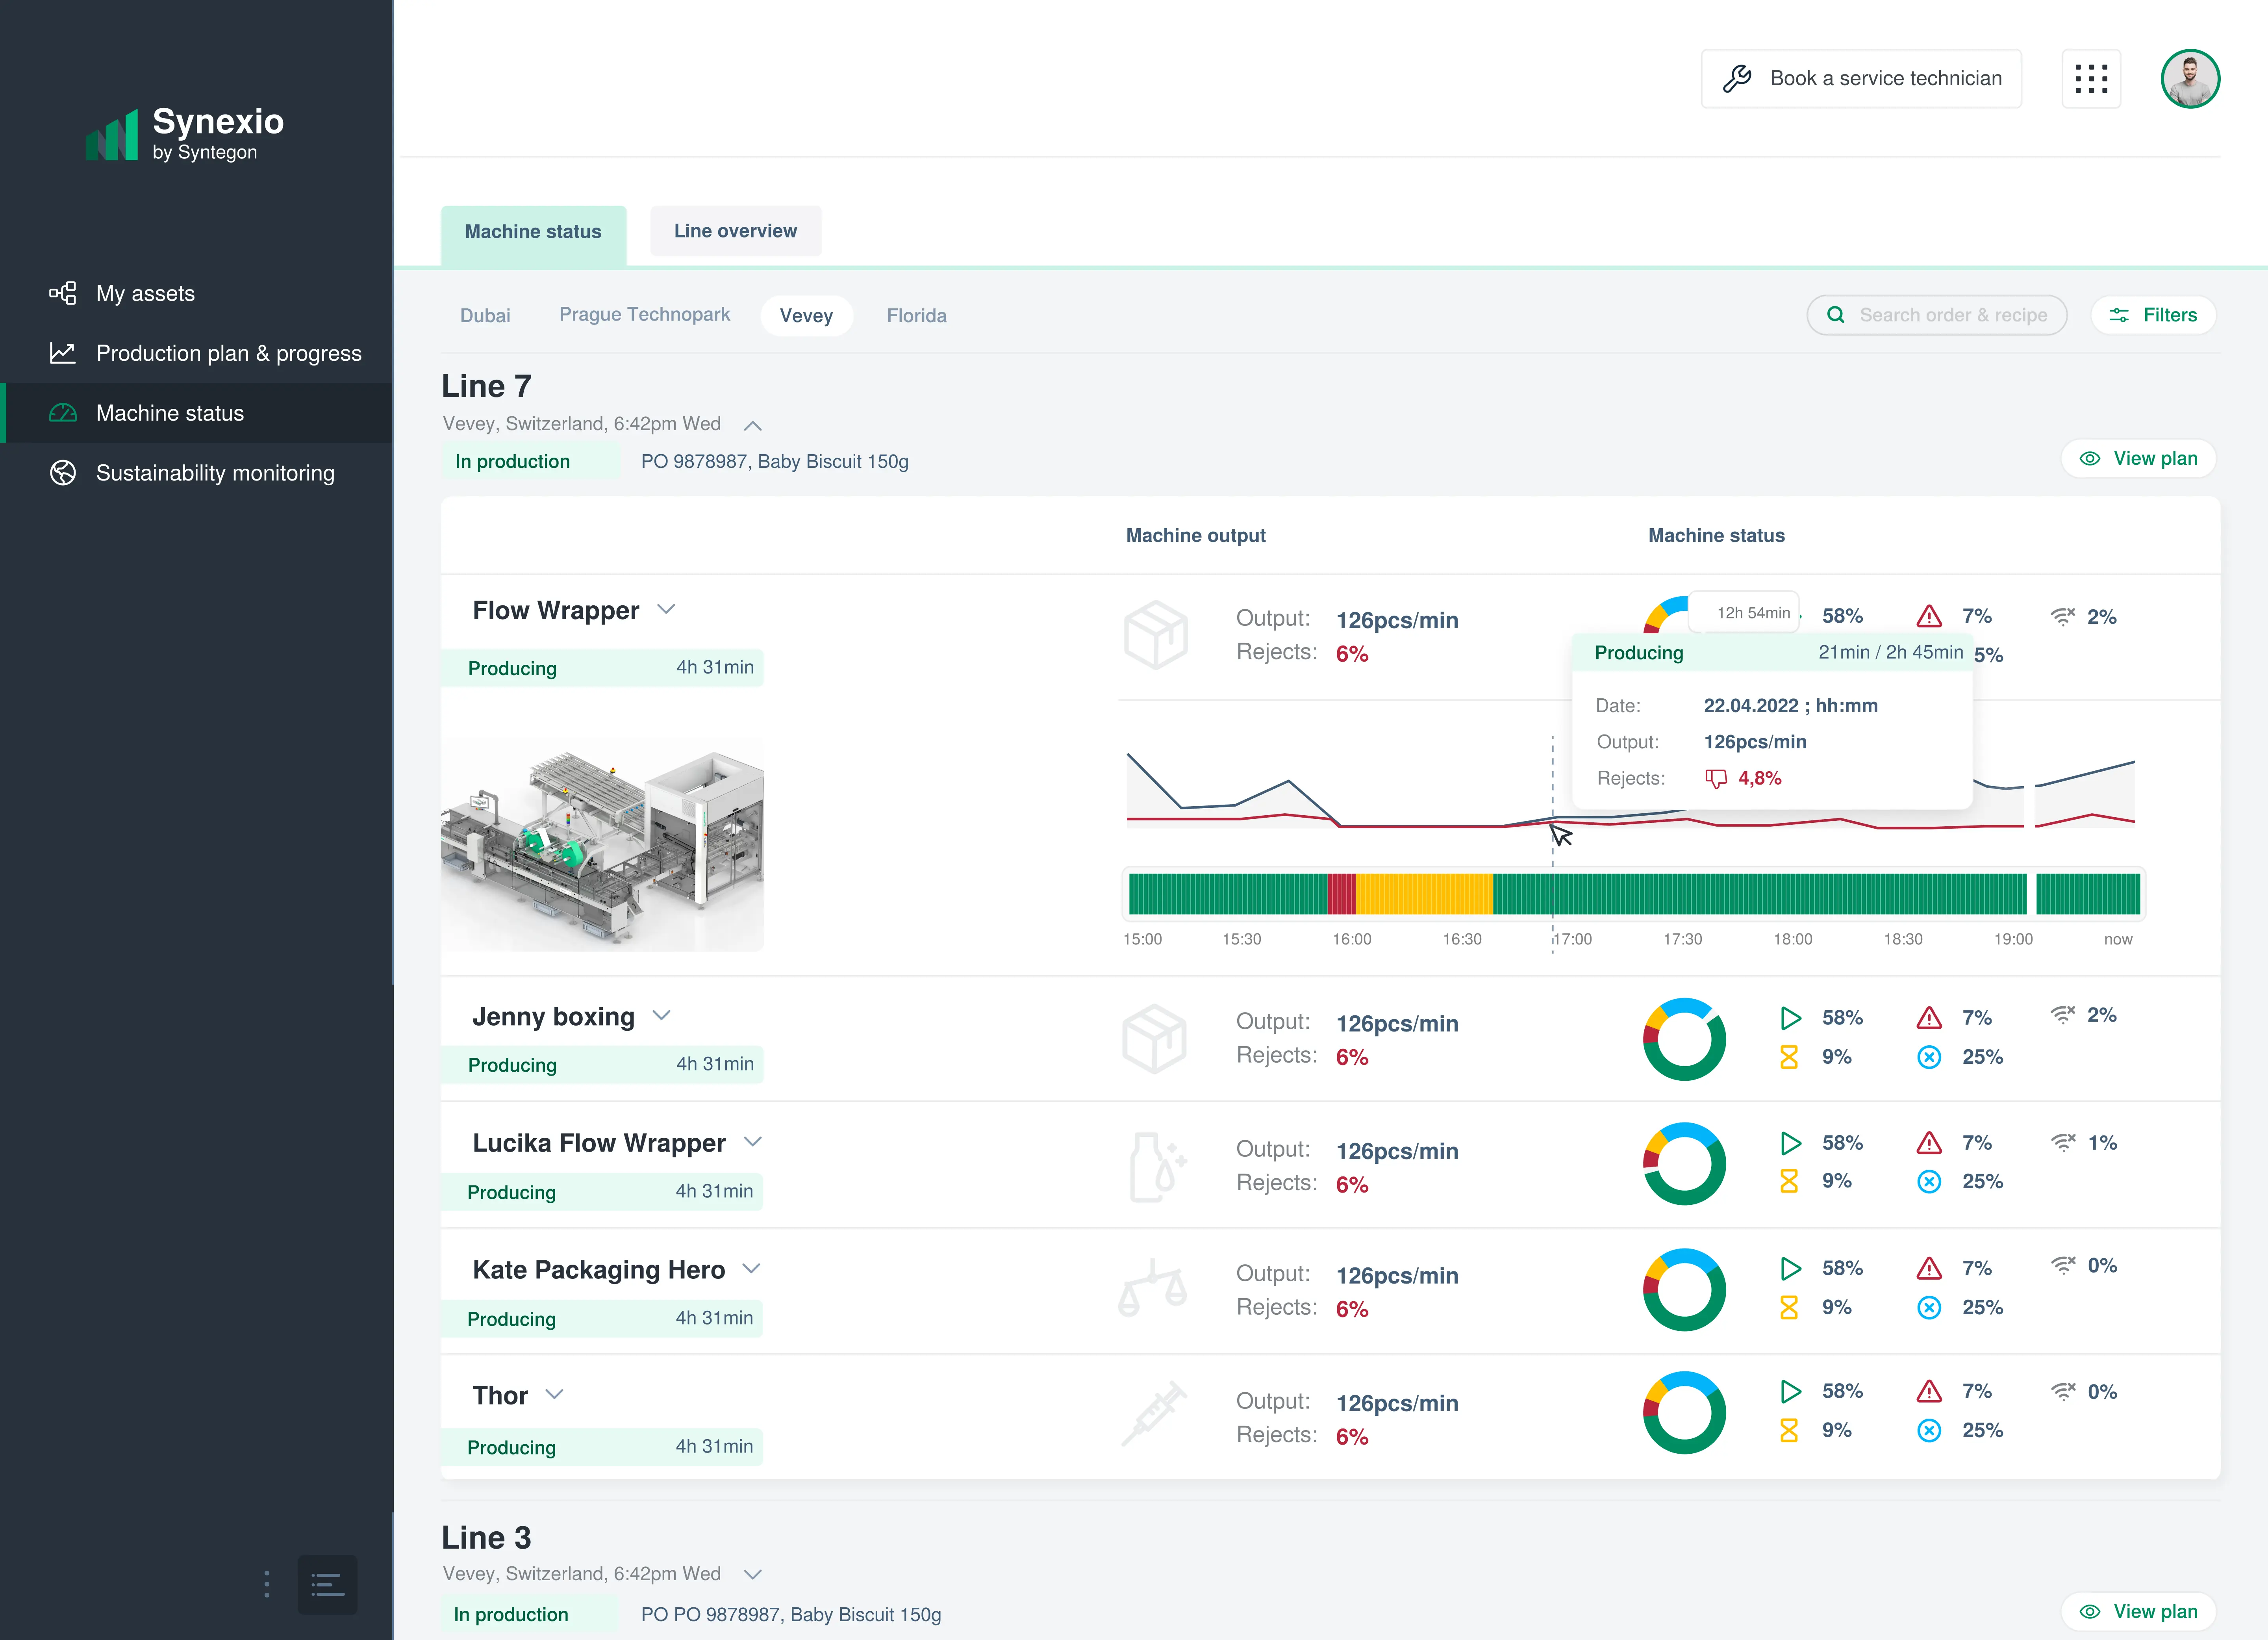 Synexio
by Syntegon
My assets
Production plan & progress
Machine status
Sustainability monitoring
Book a service technician
Machine status
Line overview
Dubai
Prague Technopark
Vevey
Florida
Search order & recipe
Filters
Line 7
Vevey, Switzerland, 6:42pm Wed
In production
PO 9878987, Baby Biscuit 150g
View plan
Machine output
Machine status
Flow Wrapper
Producing 4h 31min
Output: 126pcs/min
Rejects: 6%
12h 54min
58%
7%
2%
5%
Producing 21min / 2h 45min
Date: 22.04.2022 ; hh:mm
Output: 126pcs/min
Rejects: 4,8%
15:00 15:30 16:00 16:30 17:00 17:30 18:00 18:30 19:00 now
Jenny boxing
Producing 4h 31min
Output: 126pcs/min
Rejects: 6%
58% 7% 2%
9% 25%
Lucika Flow Wrapper
Producing 4h 31min
Output: 126pcs/min
Rejects: 6%
58% 7% 1%
9% 25%
Kate Packaging Hero
Producing 4h 31min
Output: 126pcs/min
Rejects: 6%
58% 7% 0%
9% 25%
Thor
Producing 4h 31min
Output: 126pcs/min
Rejects: 6%
58% 7% 0%
9% 25%
Line 3
Vevey, Switzerland, 6:42pm Wed
In production
PO PO 9878987, Baby Biscuit 150g
View plan